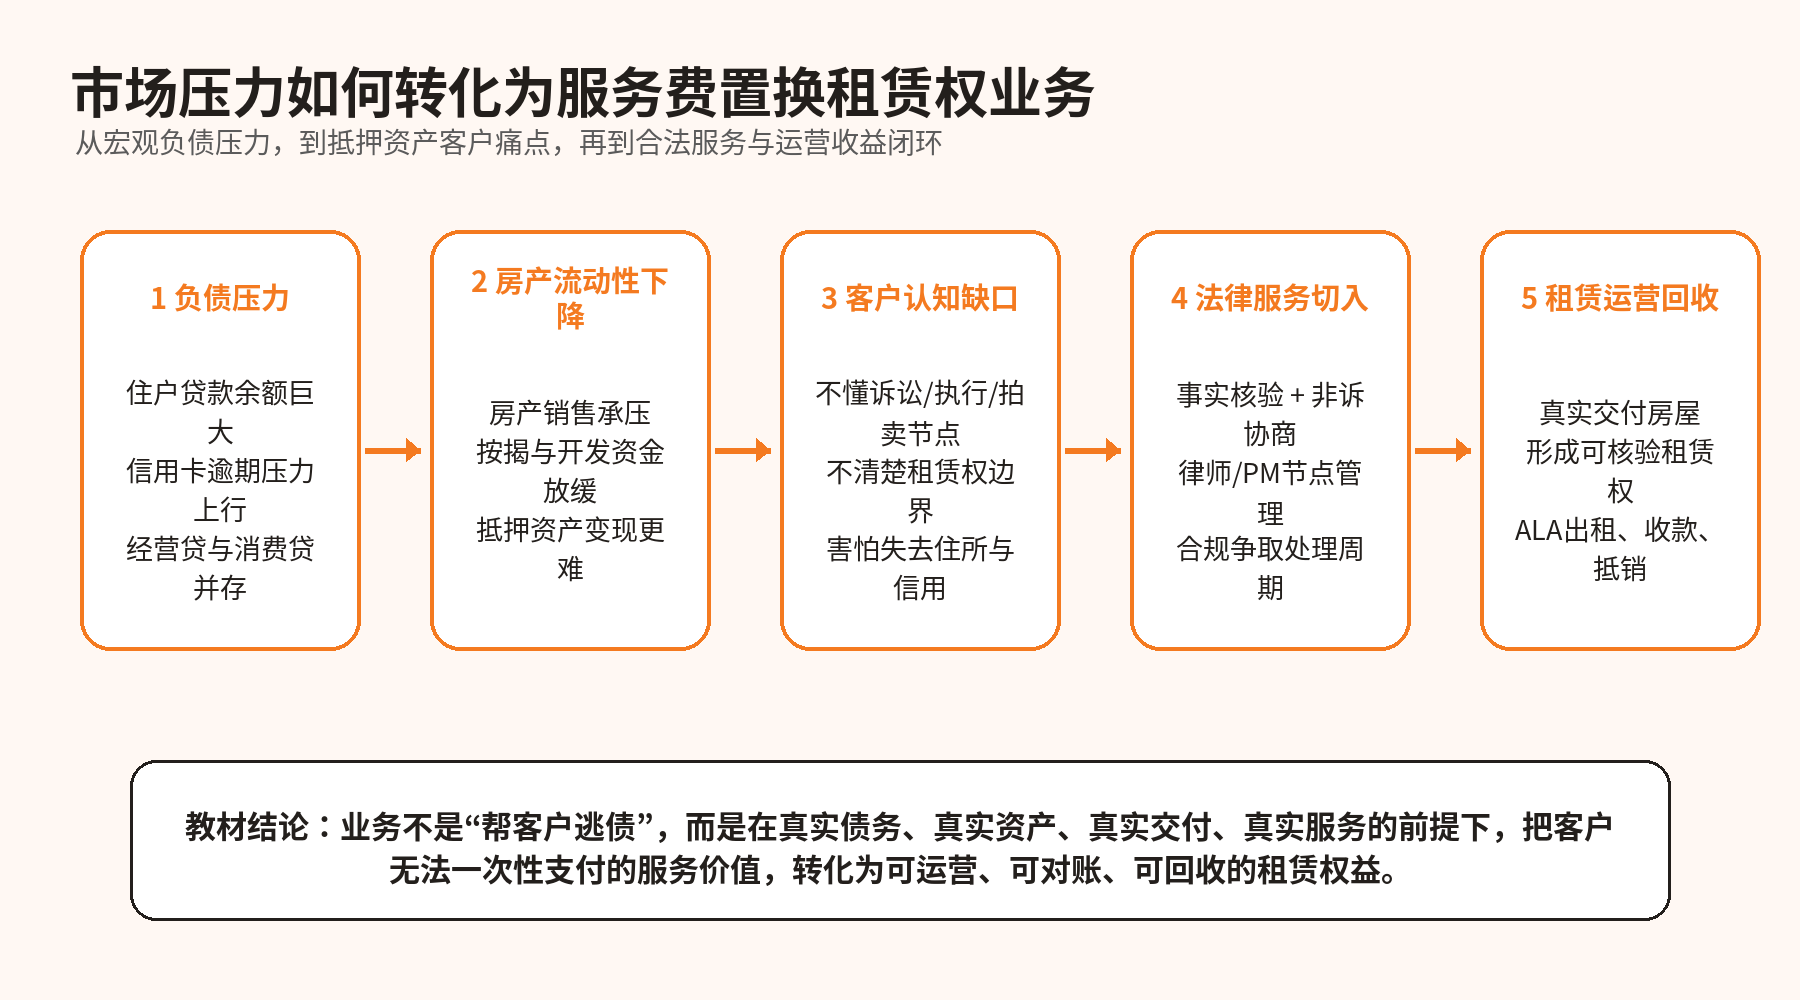 市场压力如何转化为服务费置换租赁权业务
从宏观负债压力，到抵押资产客户痛点，再到合法服务与运营收益闭环
1 负债压力
住户贷款余额巨
大
信用卡逾期压力
上行
经营贷与消费贷
并存
2 房产流动性下
降
房产销售承压
按揭与开发资金
放缓
抵押资产变现更
难
3 客户认知缺口
不懂诉讼/执行/拍
卖节点
不清楚租赁权边
界
害怕失去住所与
信用
4 法律服务切入
事实核验 + 非诉
协商
律师/PM节点管
理
合规争取处理周
期
5 租赁运营回收
真实交付房屋
形成可核验租赁
权
ALA出租、收款、
抵销
教材结论：业务不是“帮客户逃债”，而是在真实债务、真实资产、真实交付、真实服务的前提下，把客户
无法一次性支付的服务价值，转化为可运营、可对账、可回收的租赁权益。